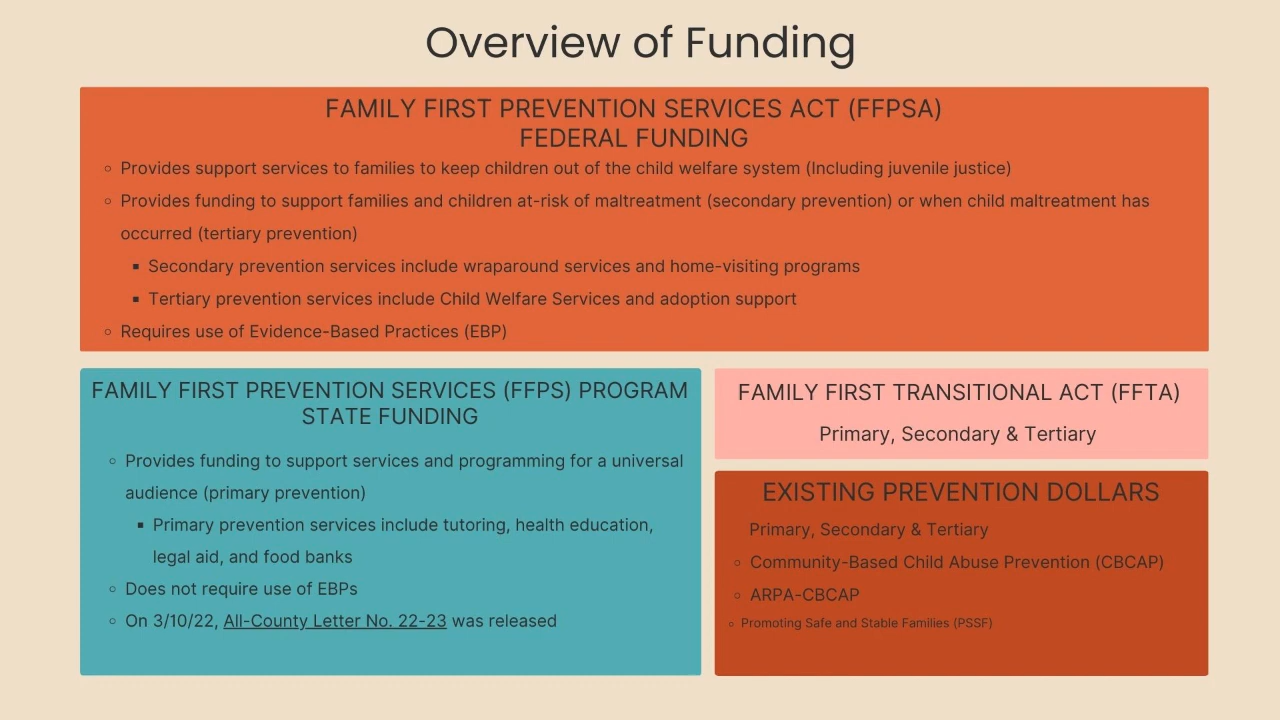 Overview of Funding
FAMILY FIRST PREVENTION SERVICES ACT (FFPSA)
FEDERAL FUNDING
◦ Provides support services to families to keep children out of the child welfare system (Including juvenile justice)
◦ Provides funding to support families and children at-risk of maltreatment (secondary prevention) or when child maltreatment has
occurred (tertiary prevention)
▪ Secondary prevention services include wraparound services and home-visiting programs
▪ Tertiary prevention services include Child Welfare Services and adoption support
◦ Requires use of Evidence-Based Practices (EBP)
FAMILY FIRST PREVENTION SERVICES (FFPS) PROGRAM
STATE FUNDING
◦ Provides funding to support services and programming for a universal
audience (primary prevention)
▪ Primary prevention services include tutoring, health education,
legal aid, and food banks
◦ Does not require use of EBPs
◦ On 3/10/22, All-County Letter No. 22-23 was released
FAMILY FIRST TRANSITIONAL ACT (FFTA)
Primary, Secondary & Tertiary
EXISTING PREVENTION DOLLARS
Primary, Secondary & Tertiary
◦ Community-Based Child Abuse Prevention (CBCAP)
◦ ARPA-CBCAP
◦ Promoting Safe and Stable Families (PSSF)